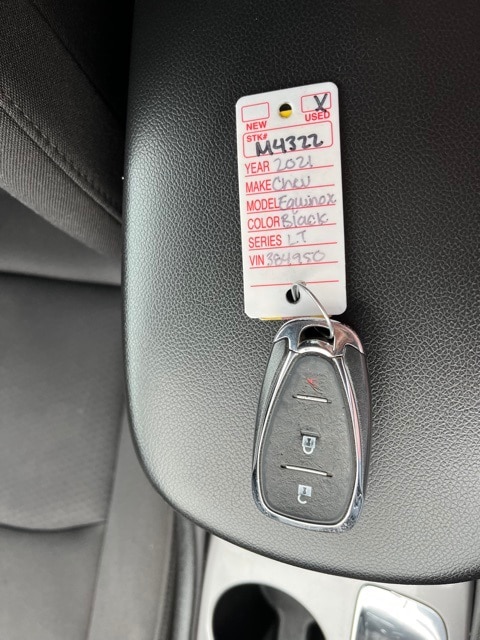 X
NEW USED
STK#
M4322
YEAR 2021
MAKE Chev
MODEL Equinox
COLOR Black
SERIES LT
VIN 384950